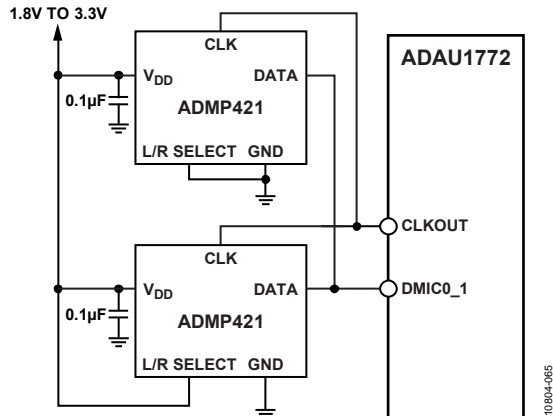 1.8V TO 3.3V
CLK
VDD
DATA
0.1µF
ADMP421
L/R SELECT GND
ADAU1772
CLKOUT
CLK
VDD
DATA
DMIC0_1
0.1µF
ADMP421
L/R SELECT GND
10804-065